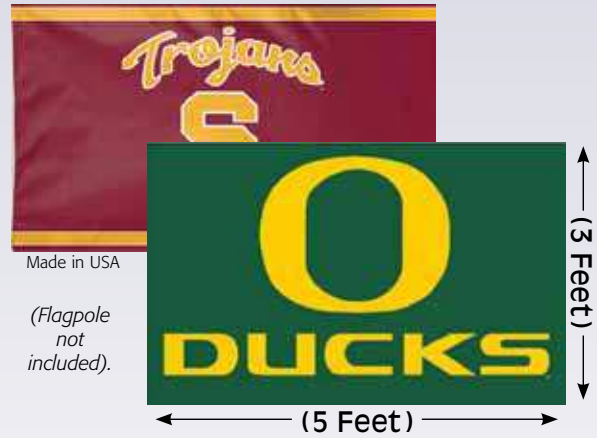 Trojans
S
Made in USA
(Flagpole
not
included).
O
DUCKS
(3 Feet)
(5 Feet)